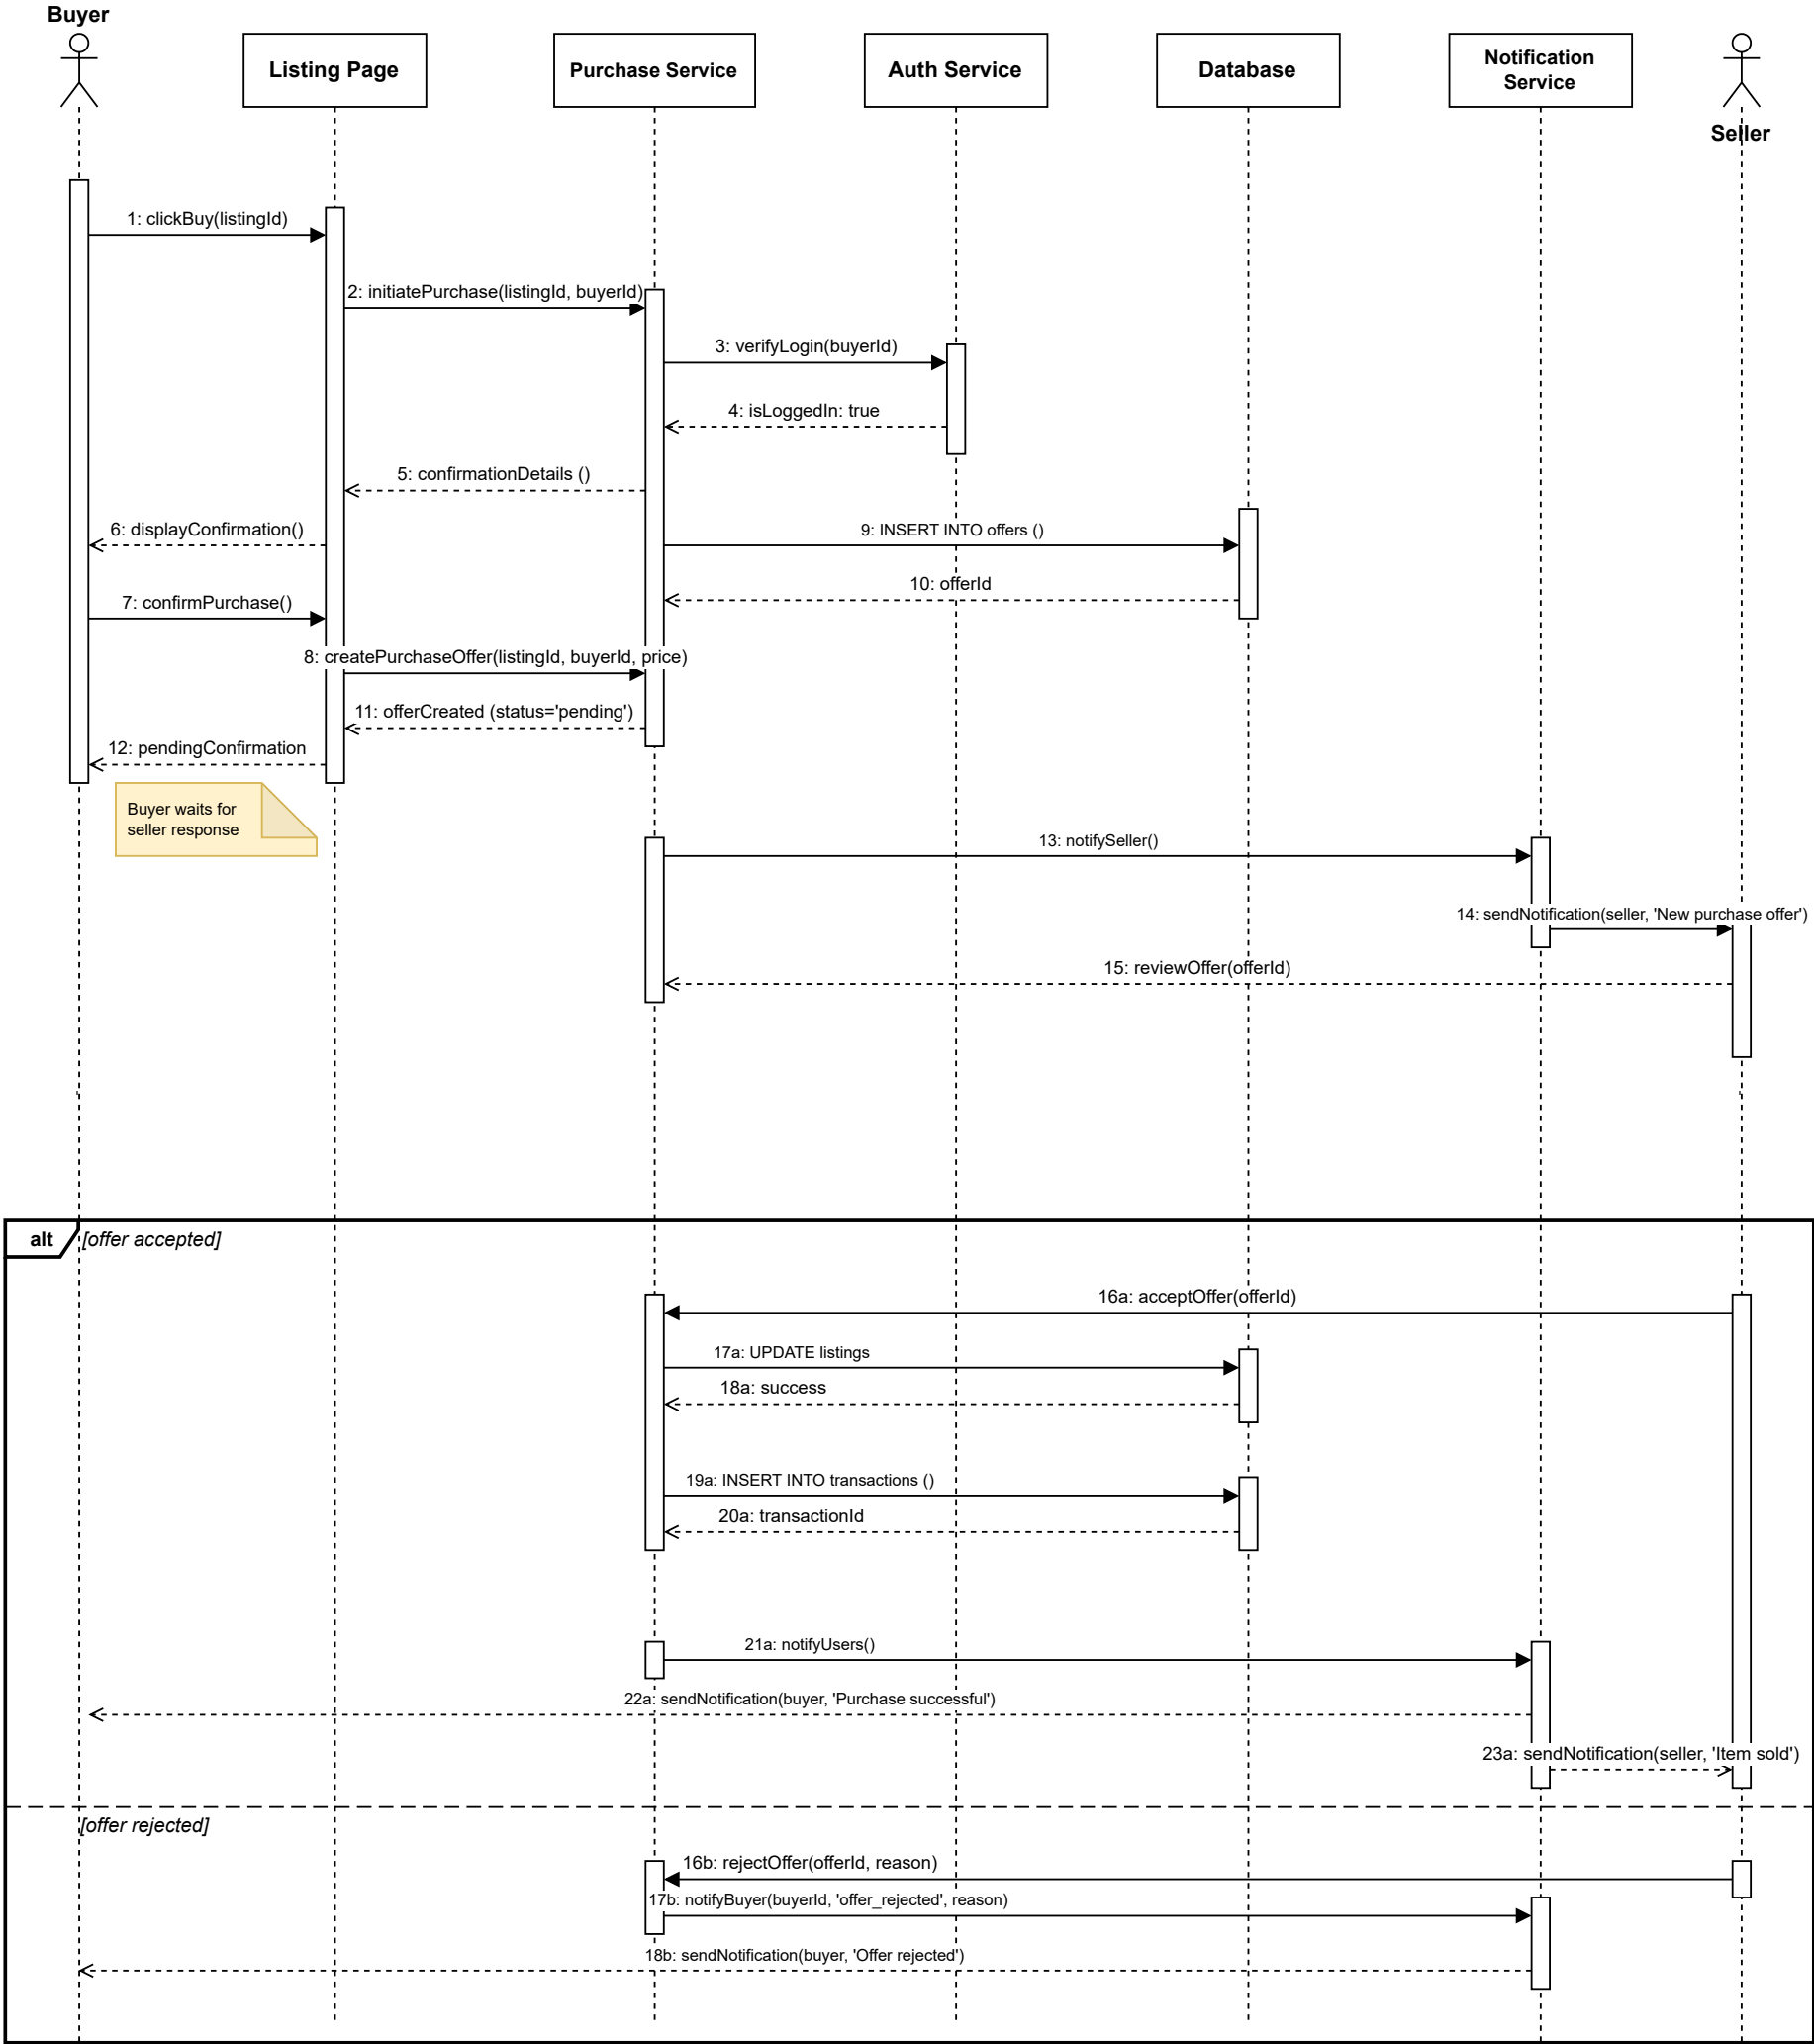 Buyer
Listing Page
Purchase Service
Auth Service
Database
Notification
Service
Seller
1: clickBuy(listingId)
2: initiatePurchase(listingId, buyerId)
3: verifyLogin(buyerId)
4: isLoggedIn: true
5: confirmationDetails ()
6: displayConfirmation()
9: INSERT INTO offers ()
10: offerId
7: confirmPurchase()
8: createPurchaseOffer(listingId, buyerId, price)
11: offerCreated (status='pending')
12: pendingConfirmation
Buyer waits for
seller response
13: notifySeller()
14: sendNotification(seller, 'New purchase offer')
15: reviewOffer(offerId)
alt
[offer accepted]
16a: acceptOffer(offerId)
17a: UPDATE listings
18a: success
19a: INSERT INTO transactions ()
20a: transactionId
21a: notifyUsers()
22a: sendNotification(buyer, 'Purchase successful')
23a: sendNotification(seller, 'Item sold')
[offer rejected]
16b: rejectOffer(offerId, reason)
17b: notifyBuyer(buyerId, 'offer_rejected', reason)
18b: sendNotification(buyer, 'Offer rejected')